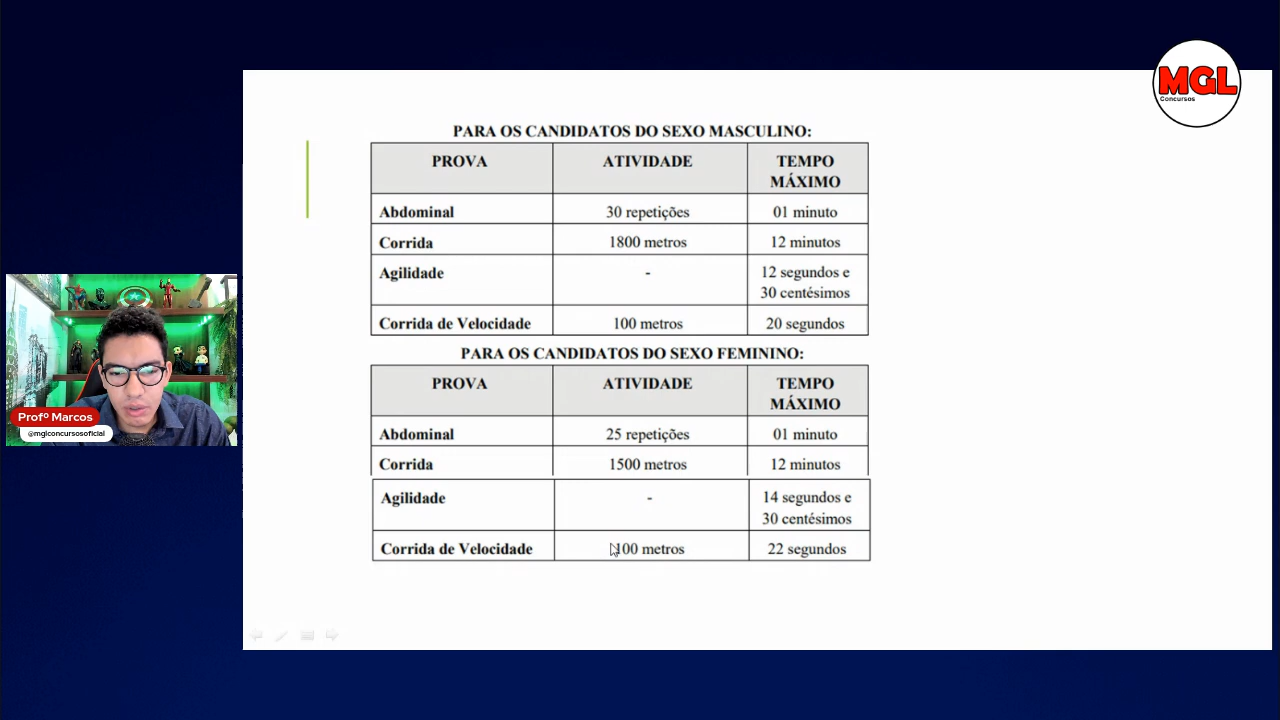 MGL
Concursos
PARA OS CANDIDATOS DO SEXO MASCULINO:
PROVA ATIVIDADE TEMPO MÁXIMO
Abdominal 30 repetições 01 minuto
Corrida 1800 metros 12 minutos
Agilidade - 12 segundos e 30 centésimos
Corrida de Velocidade 100 metros 20 segundos
PARA OS CANDIDATOS DO SEXO FEMININO:
PROVA ATIVIDADE TEMPO MÁXIMO
Abdominal 25 repetições 01 minuto
Corrida 1500 metros 12 minutos
Agilidade - 14 segundos e 30 centésimos
Corrida de Velocidade 100 metros 22 segundos
Profº Marcos
@mglconcursosoficial